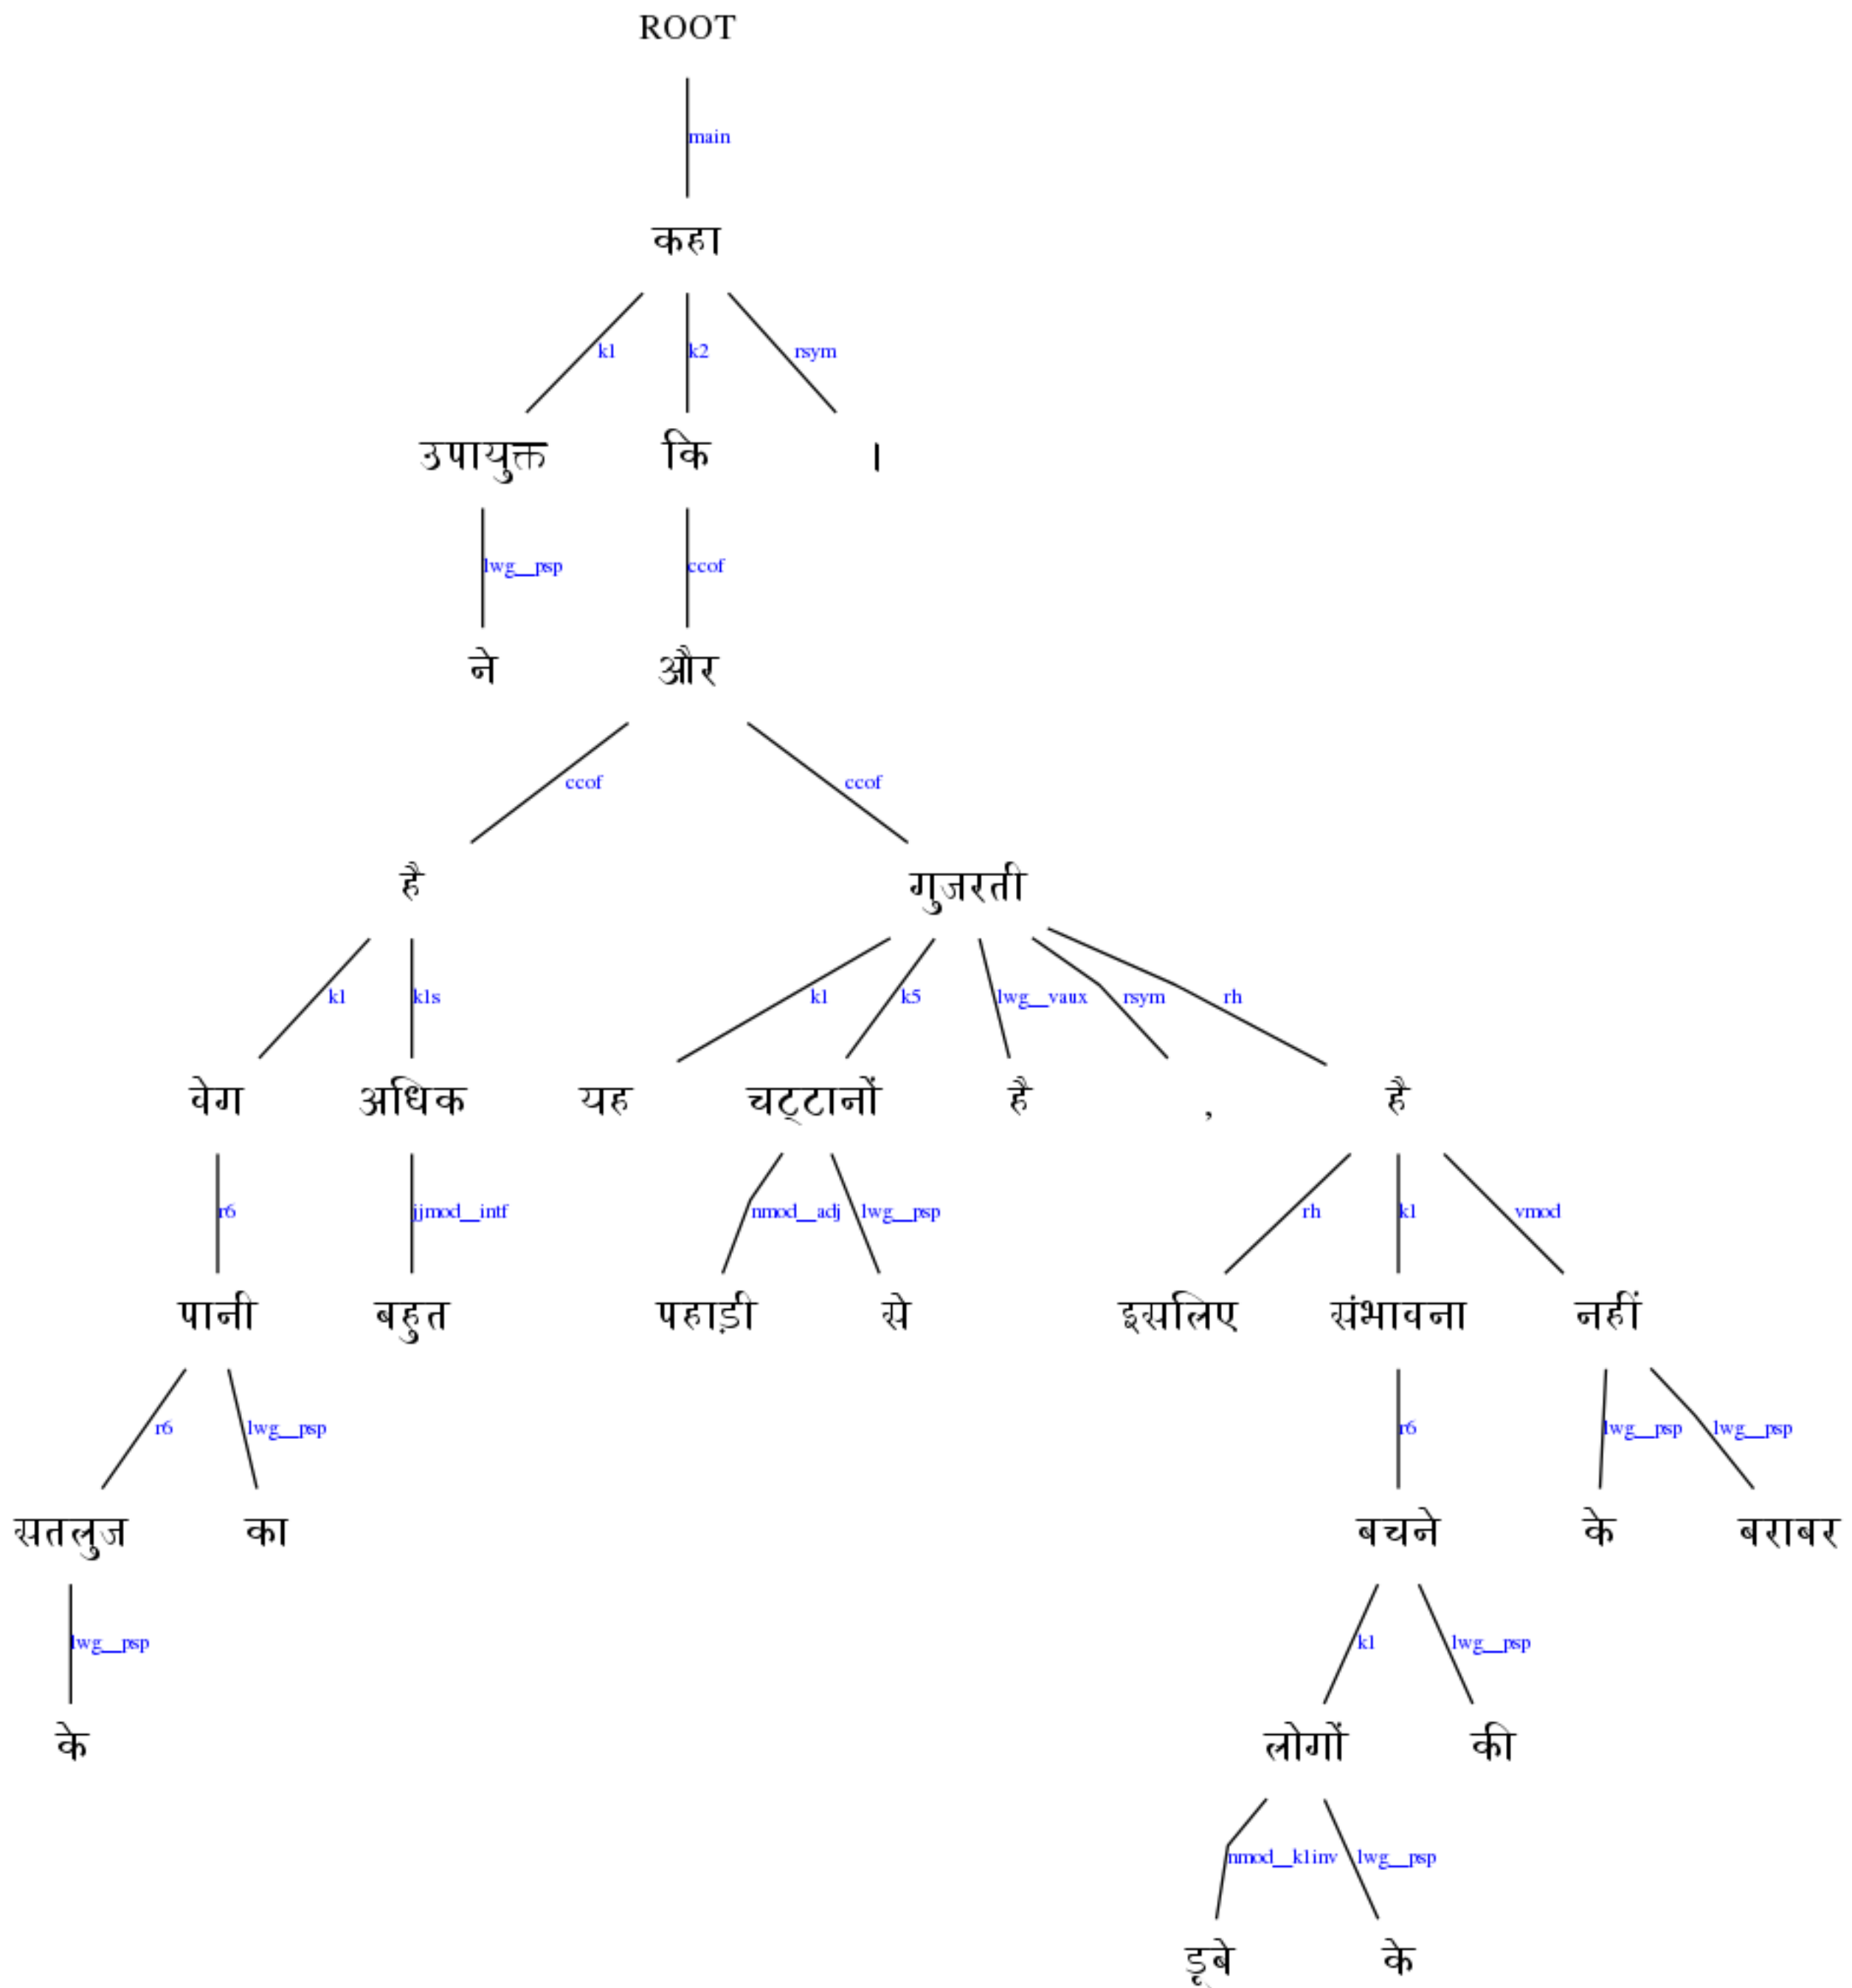 ROOT
main
कहा
k1 k2 rsym
उपायुक्त कि ।
lwg__psp ccof
ने और
ccof ccof
है गुजरती
k1 k1s k1 k5 lwg__vaux rsym rh
वेग अधिक यह चट्टानों है , है
r6 jjmod__intf nmod__adj lwg__psp rh k1 vmod
पानी बहुत पहाड़ी से इसलिए संभावना नहीं
r6 lwg__psp r6 lwg__psp lwg__psp
सतलुज का बचने के बराबर
lwg__psp k1 lwg__psp
के लोगों की
nmod__k1inv lwg__psp
डूबे के